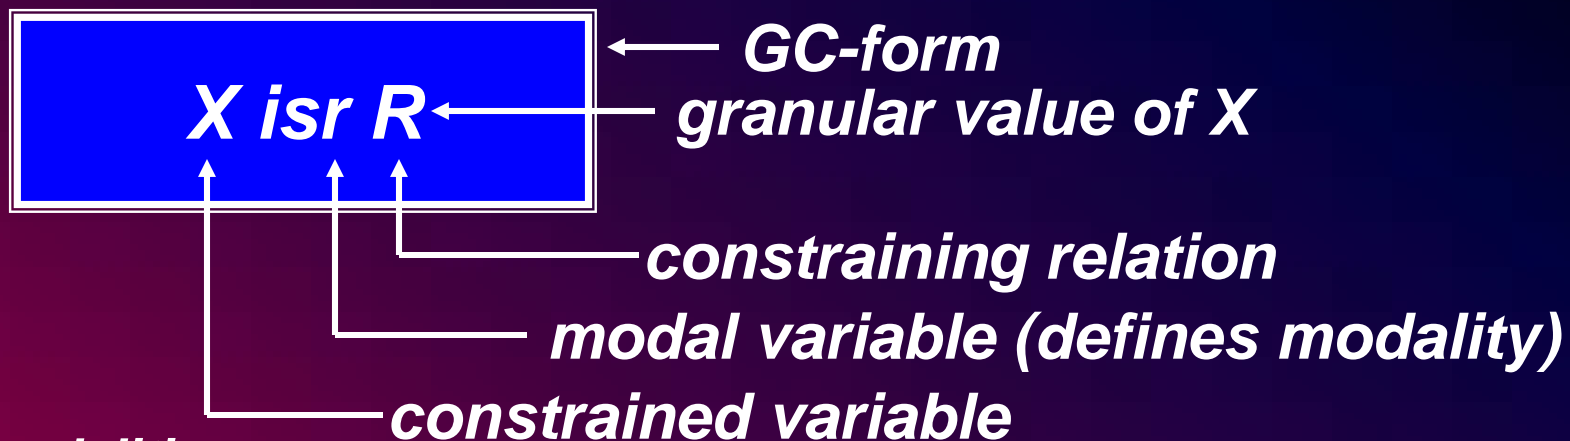 GC-form
X isr R granular value of X
constraining relation
modal variable (defines modality)
constrained variable